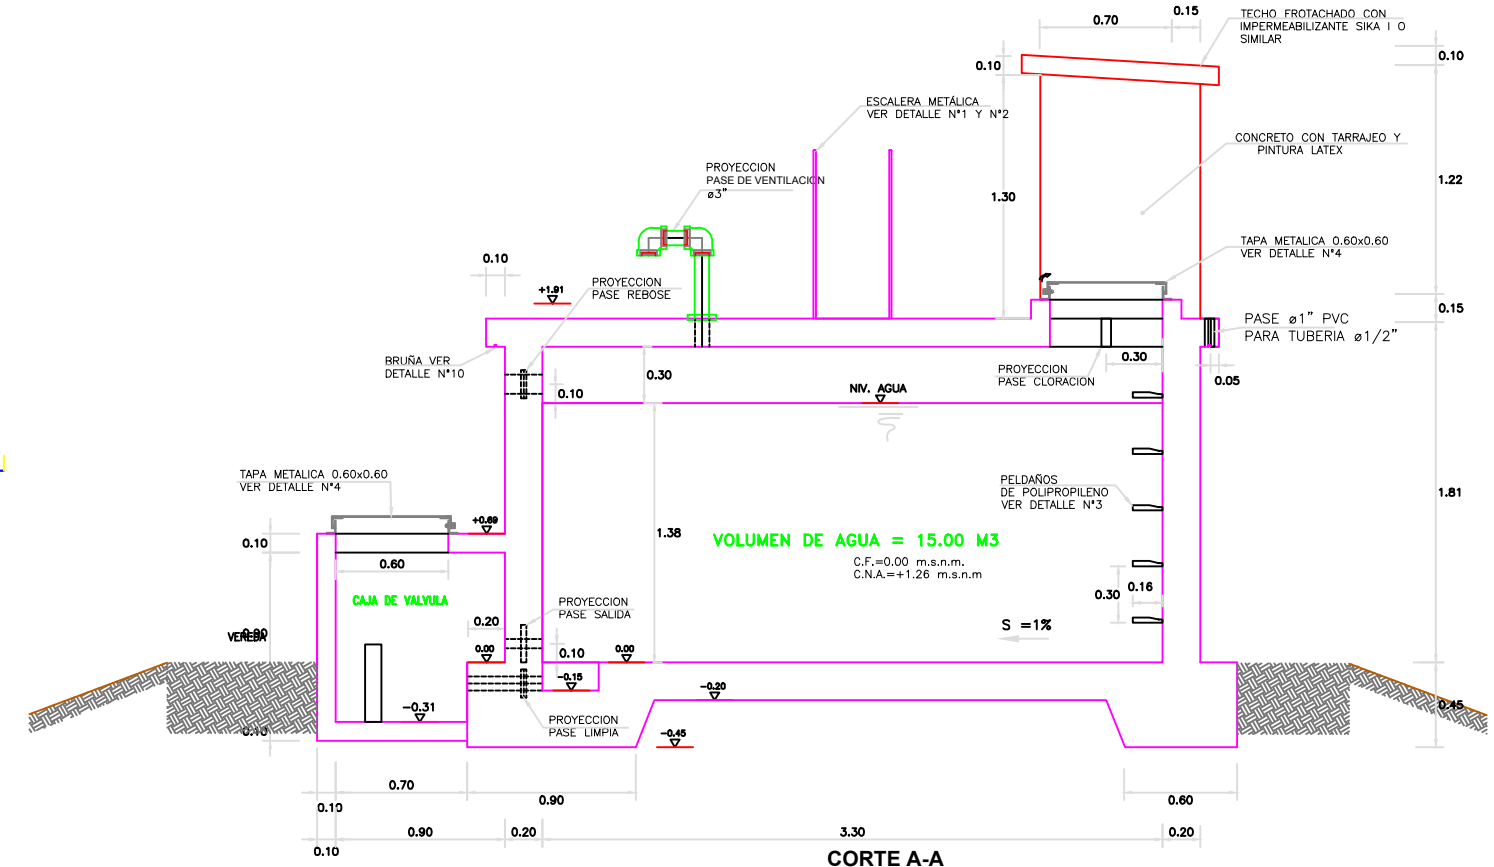 0.70
0.15
TECHO FROTACHADO CON
IMPERMEABILIZANTE SIKA I O
SIMILAR
0.10
0.10
ESCALERA METÁLICA
VER DETALLE N°1 Y N°2
CONCRETO CON TARRAJEO Y
PINTURA LATEX
PROYECCION
PASE DE VENTILACION
ø3"
1.30
1.22
TAPA METALICA 0.60x0.60
VER DETALLE N°4
0.10
+1.91
PROYECCION
PASE REBOSE
0.15
PASE ø1" PVC
PARA TUBERIA ø1/2"
BRUÑA VER
DETALLE N°10
0.30
0.30
PROYECCION
PASE CLORACION
0.05
0.10
NIV. AGUA
TAPA METALICA 0.60x0.60
VER DETALLE N°4
PELDAÑOS
DE POLIPROPILENO
VER DETALLE N°3
1.81
+0.69
1.38
VOLUMEN DE AGUA = 15.00 M3
C.F.=0.00 m.s.n.m.
C.N.A.=+1.26 m.s.n.m
0.10
0.60
CAJA DE VALVULA
PROYECCION
PASE SALIDA
0.30
0.16
0.20
S =1%
VEREDA
0.00
0.10
0.00
-0.15
-0.20
-0.31
PROYECCION
PASE LIMPIA
-0.45
0.45
0.10
0.70
0.10
0.90
0.60
0.90
0.20
3.30
0.20
0.10
CORTE A-A